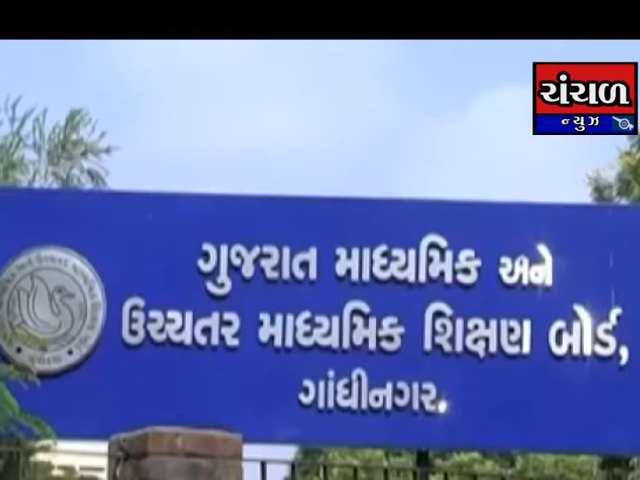 ચંચળ
ન્યુઝ
ગુજરાત માધ્યમિક અને
ઉચ્ચતર માધ્યમિક શિક્ષણ બોર્ડ,
ગાંધીનગર.